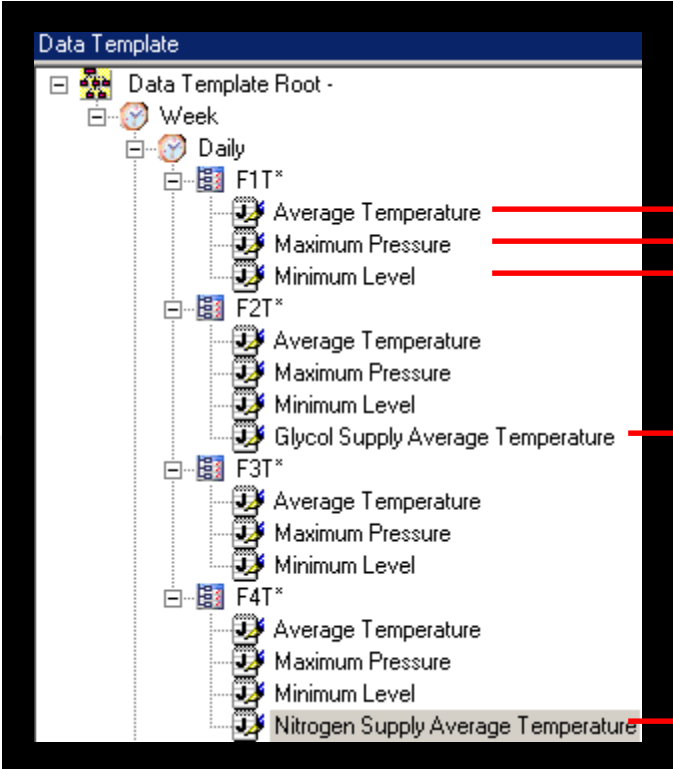 Data Template
Data Template Root -
Week
Daily
F1T*
Average Temperature
Maximum Pressure
Minimum Level
F2T*
Average Temperature
Maximum Pressure
Minimum Level
Glycol Supply Average Temperature
F3T*
Average Temperature
Maximum Pressure
Minimum Level
F4T*
Average Temperature
Maximum Pressure
Minimum Level
Nitrogen Supply Average Temperature